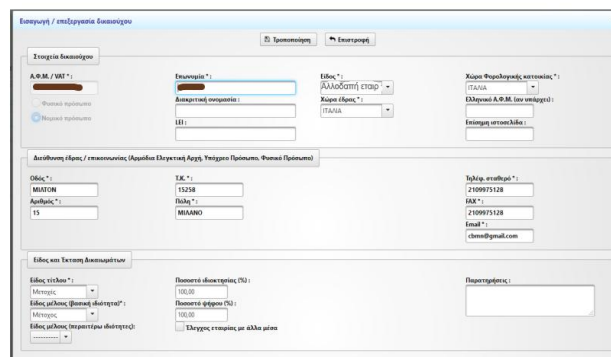 Εισαγωγή / επεξεργασία δικαιούχου
Τροποποίηση Επιστροφή
Στοιχεία δικαιούχου
Α.Φ.Μ. / VAT * : Επωνυμία * : Είδος * : Χώρα Φορολογικής κατοικίας * :
Αλλοδαπή εταιρ ΙΤΑΛΙΑ
Φυσικό πρόσωπο Διακριτική ονομασία : Χώρα έδρας * : Ελληνικό Α.Φ.Μ. (αν υπάρχει) :
Νομικό πρόσωπο ΙΤΑΛΙΑ
LEI : Επίσημη ιστοσελίδα :
Διεύθυνση έδρας / επικοινωνίας (Αρμόδια Ελεγκτική Αρχή, Υπόχρεο Πρόσωπο, Φυσικό Πρόσωπο)
Οδός * : Τ.Κ. * : Τηλέφ. σταθερό * :
ΜΙΛΤΟΝ 15258 2109975128
Αριθμός * : Πόλη * : FAX * :
15 ΜΙΛΑΝΟ 2109975128
Email * :
cbmn@gmail.com
Είδος και Έκταση Δικαιωμάτων
Είδος τίτλου * : Ποσοστό ιδιοκτησίας (%) : Παρατηρήσεις :
Μετοχες 100,00
Είδος μέλους (βασική ιδιότητα)* : Ποσοστό ψήφου (%) :
Μετοχος 100,00
Είδος μέλους (περαιτέρω ιδιότητες): Έλεγχος εταιρίας με άλλα μέσα
----------